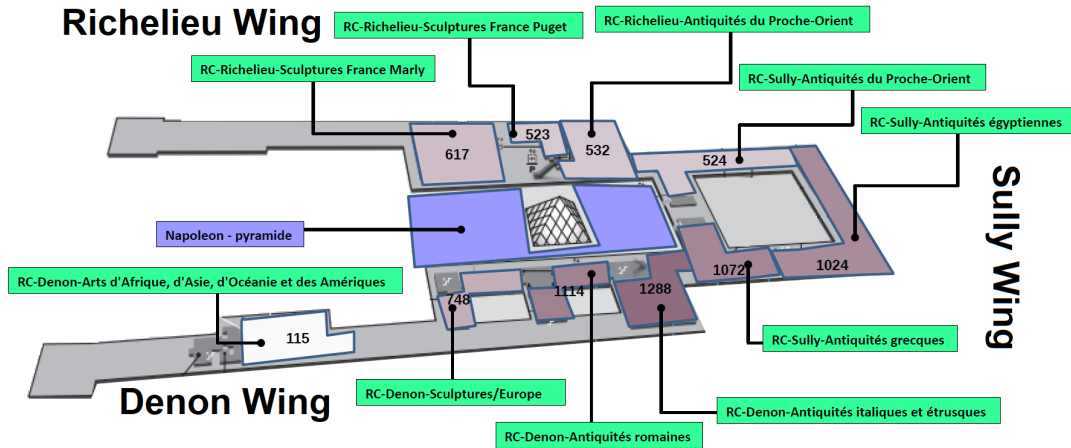 Richelieu Wing
RC-Richelieu-Sculptures France Puget
RC-Richelieu-Antiquités du Proche-Orient
RC-Richelieu-Sculptures France Marly
RC-Sully-Antiquités du Proche-Orient
RC-Sully-Antiquités égyptiennes
523
617
532
P
524
Sully Wing
Napoleon - pyramide
1072
1024
RC-Denon-Arts d'Afrique, d'Asie, d'Océanie et des Amériques
748
1114
1288
115
RC-Sully-Antiquités grecques
Denon Wing
RC-Denon-Sculptures/Europe
RC-Denon-Antiquités italiques et étrusques
RC-Denon-Antiquités romaines